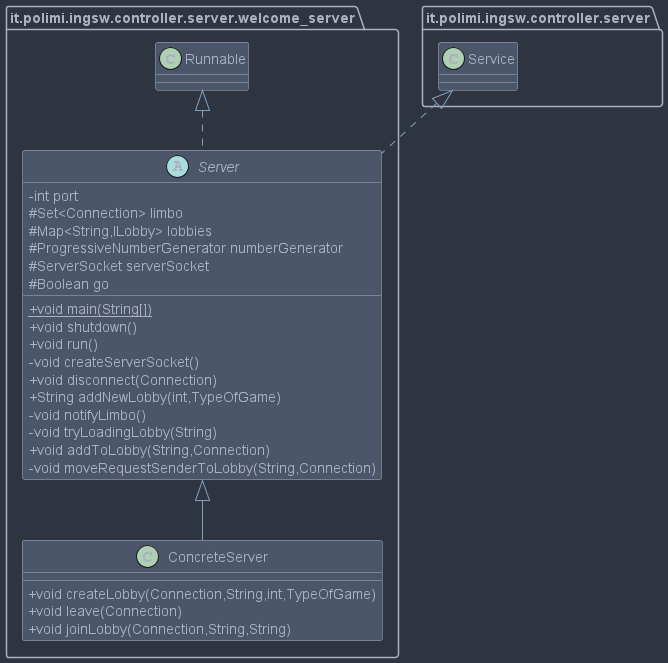 it.polimi.ingsw.controller.server.welcome_server
it.polimi.ingsw.controller.server
C Runnable
C Service
A Server
-int port
#Set<Connection> limbo
#Map<String,ILobby> lobbies
#ProgressiveNumberGenerator numberGenerator
#ServerSocket serverSocket
#Boolean go
+void main(String[])
+void shutdown()
+void run()
-void createServerSocket()
+void disconnect(Connection)
+String addNewLobby(int,TypeOfGame)
-void notifyLimbo()
-void tryLoadingLobby(String)
+void addToLobby(String,Connection)
-void moveRequestSenderToLobby(String,Connection)
C ConcreteServer
+void createLobby(Connection,String,int,TypeOfGame)
+void leave(Connection)
+void joinLobby(Connection,String,String)